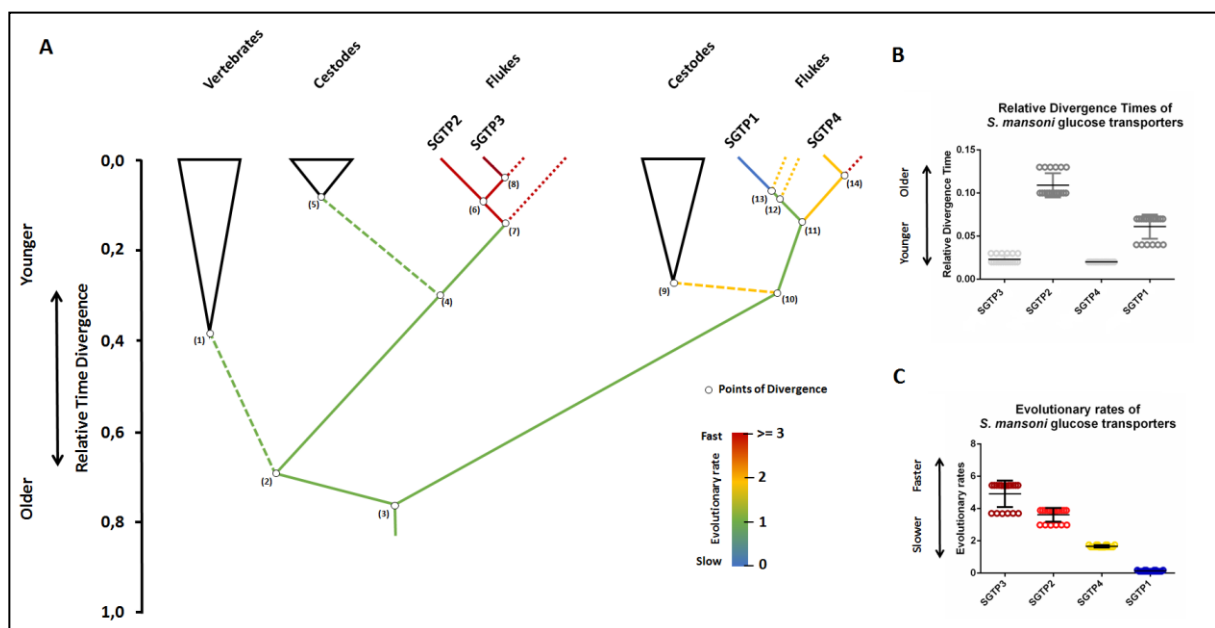 A
Vertebrates
Cestodes
Flukes
Cestodes
Flukes
SGTP2
SGTP3
SGTP1
SGTP4
0,0
0,2
0,4
0,6
0,8
1,0
Younger
Older
Relative Time Divergence
(1)
(2)
(3)
(4)
(5)
(6)
(7)
(8)
(9)
(10)
(11)
(12)
(13)
(14)
Points of Divergence
Fast
Slow
Evolutionary rate
>= 3
2
1
0
B
Relative Divergence Times of
S. mansoni glucose transporters
Older
Younger
Relative Divergence Time
0.15
0.10
0.05
0.00
SGTP3
SGTP2
SGTP4
SGTP1
C
Evolutionary rates of
S. mansoni glucose transporters
Faster
Slower
Evolutionary rates
8
6
4
2
0
SGTP3
SGTP2
SGTP4
SGTP1